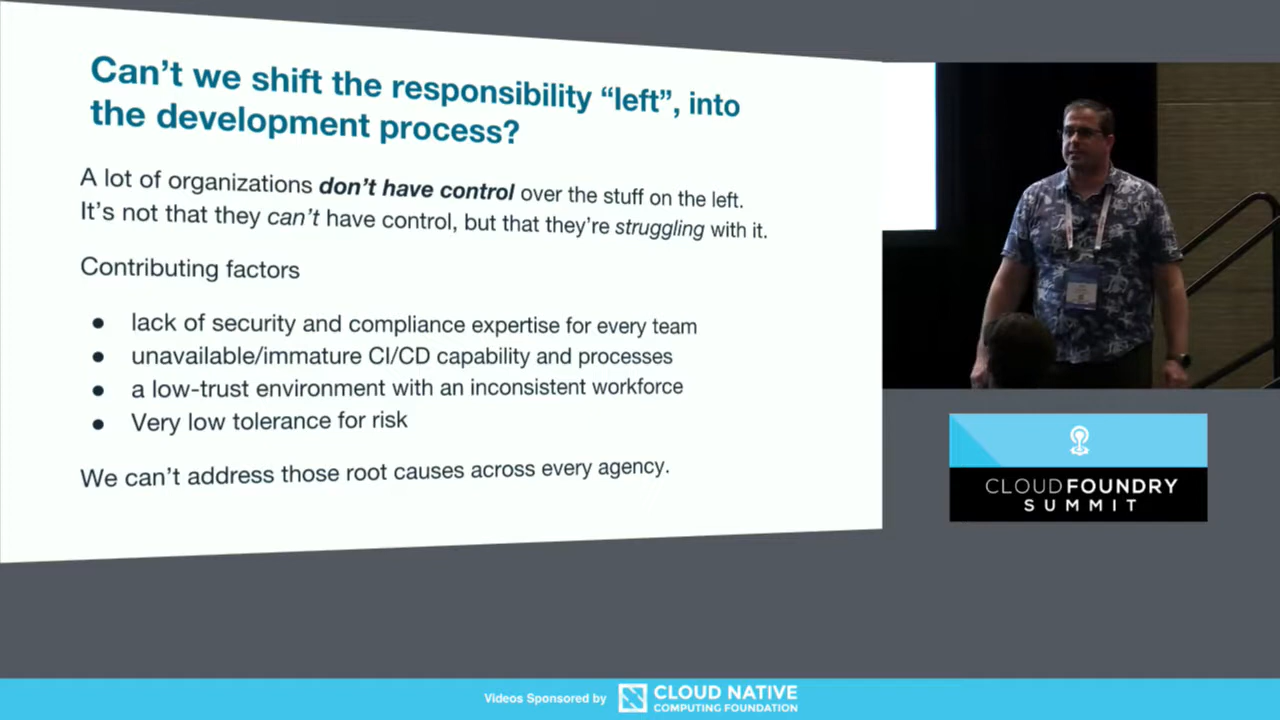 Can't we shift the responsibility “left”, into
the development process?
A lot of organizations don't have control over the stuff on the left.
It's not that they can't have control, but that they're struggling with it.
Contributing factors
● lack of security and compliance expertise for every team
● unavailable/immature CI/CD capability and processes
● a low-trust environment with an inconsistent workforce
● Very low tolerance for risk
We can't address those root causes across every agency.
CLOUD FOUNDRY
SUMMIT
Videos Sponsored by
CLOUD NATIVE
COMPUTING FOUNDATION